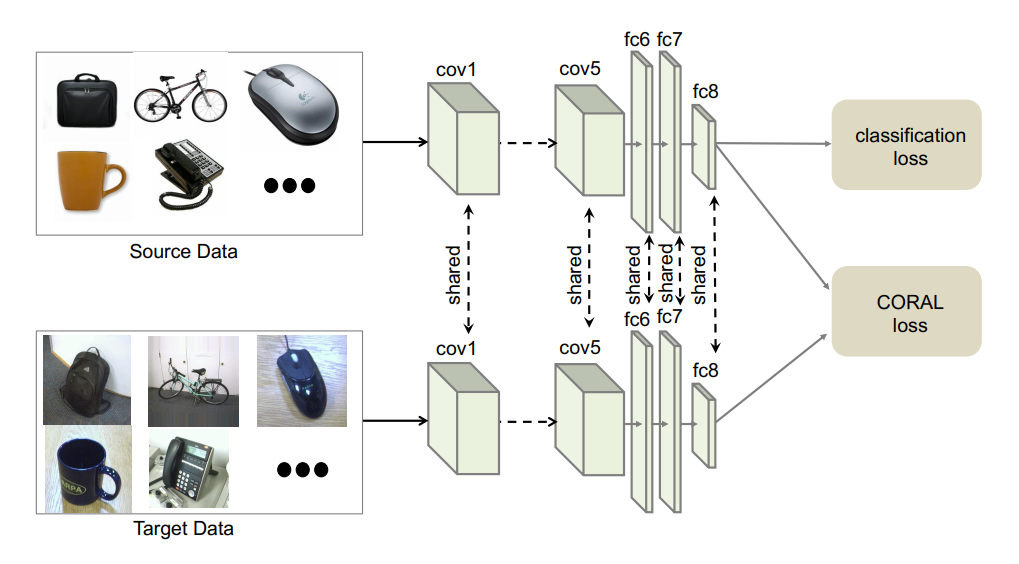 fc6 fc7
cov1
cov5
fc8
classification
loss
Source Data
shared
shared
shared
shared
shared
CORAL
loss
fc6 fc7
cov1
cov5
fc8
Target Data